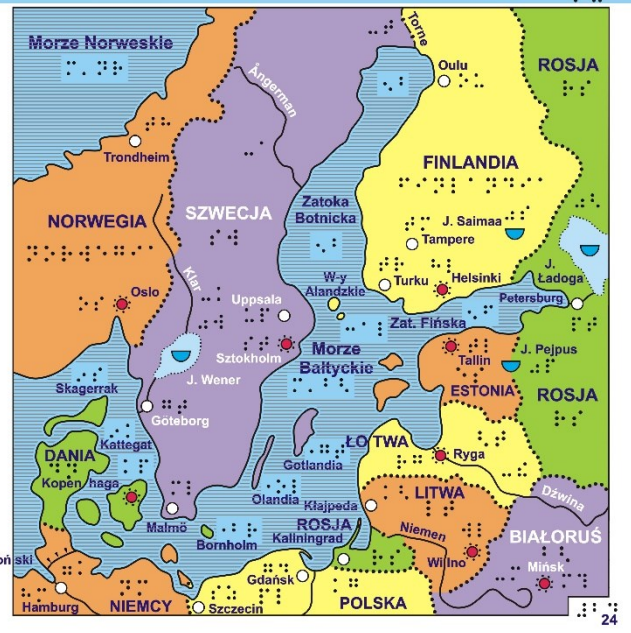 Morze Norweskie
Torne
Oulu
ROSJA
Ångerman
Trondheim
FINLANDIA
Zatoka
Botnicka
SZWECJA
NORWEGIA
J. Saimaa
Tampere
Klar
W-y
Alandzkie
Turku
Helsinki
J.
Ładoga
Oslo
Uppsala
Petersburg
Zat. Fińska
Sztokholm
Morze
Bałtyckie
Tallin
J. Pejpus
J. Wener
Skagerrak
ESTONIA
ROSJA
Göteborg
Kattegat
DANIA
ŁOTWA
Ryga
Gotlandia
Kopenhaga
Olandia
LITWA
Kłajpeda
Dźwina
Malmö
ROSJA
Niemen
BIAŁORUŚ
Bornholm
Kaliningrad
Wilno
Mińsk
Gdańsk
Hamburg
NIEMCY
Szczecin
POLSKA
24